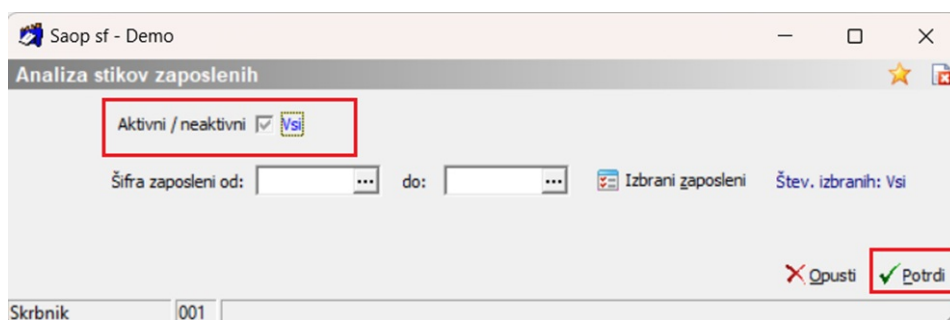 Saop sf - Demo
Analiza stikov zaposlenih
Aktivni / neaktivni Vsi
Šifra zaposleni od: ... do: ... Izbrani zaposleni Štev. izbranih: Vsi
Opusti Potrdi
Skrbnik 001